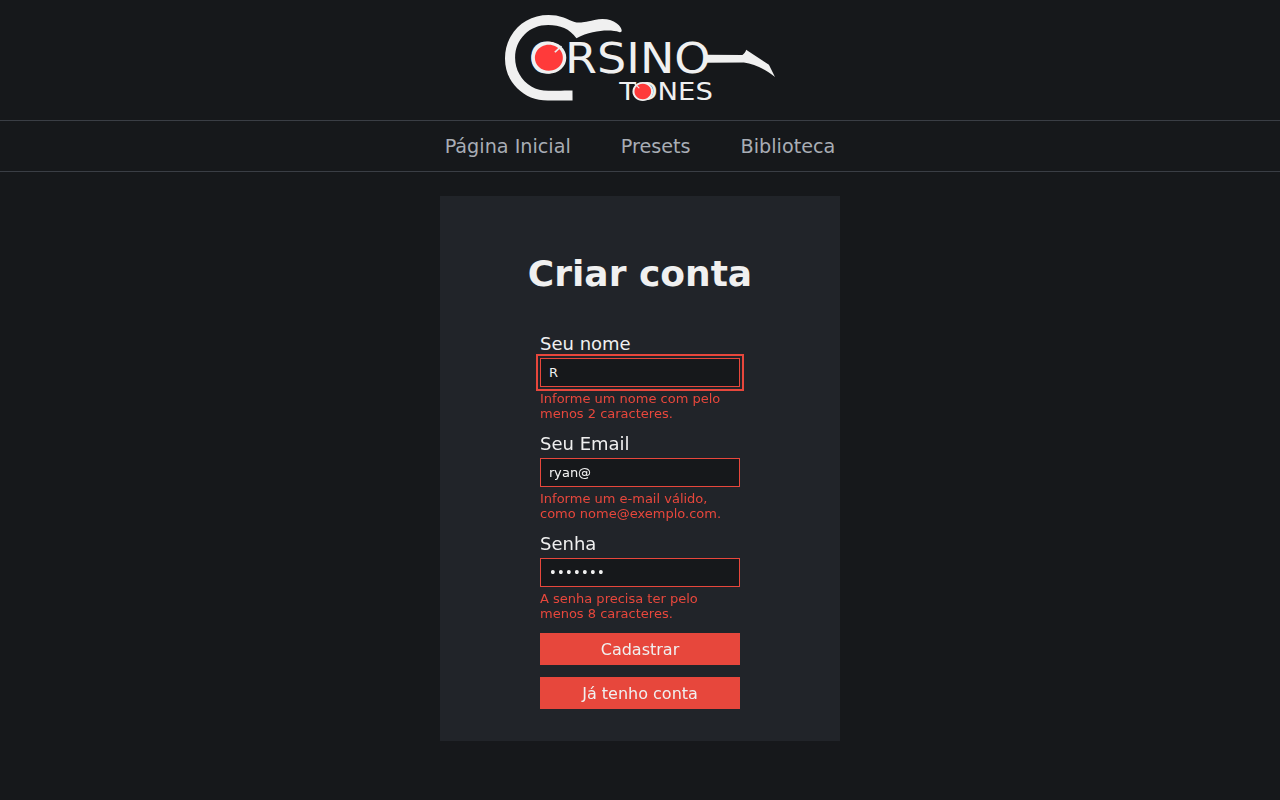 CORSINO
TONES
Página Inicial Presets Biblioteca
Criar conta
Seu nome
R
Informe um nome com pelo
menos 2 caracteres.
Seu Email
ryan@
Informe um e-mail válido,
como nome@exemplo.com.
Senha
•••••••
A senha precisa ter pelo
menos 8 caracteres.
Cadastrar
Já tenho conta